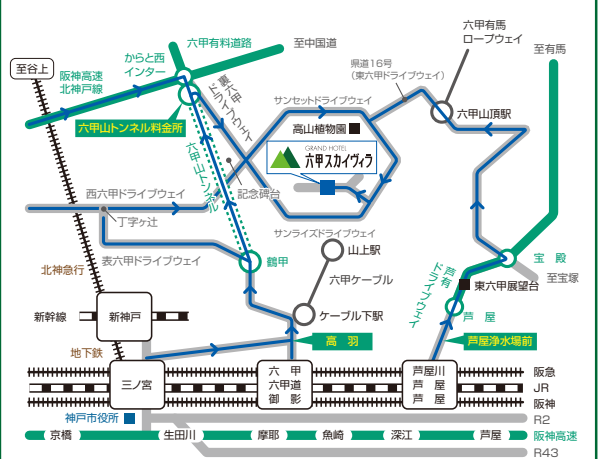 六甲有料道路
至中国道
からと西
インター
六甲有馬
ロープウェイ
至有馬
至谷上
阪神高速
北神戸線
県道16号
(東六甲ドライブウェイ)
裏六甲
ドライブウェイ
サンセットドライブウェイ
六甲山頂駅
六甲山トンネル料金所
高山植物園
GRAND HOTEL
六甲スカイヴィラ
六甲山トンネル
記念碑台
西六甲ドライブウェイ
丁字ヶ辻
サンライズドライブウェイ
表六甲ドライブウェイ
山上駅
鶴甲
宝殿
北神急行
六甲ケーブル
芦有
ドライブウェイ
東六甲展望台
至宝塚
新幹線
新神戸
ケーブル下駅
芦屋
地下鉄
高羽
芦屋浄水場前
三ノ宮
六甲
六甲道
御影
芦屋川
芦屋
芦屋
阪急
JR
阪神
神戸市役所
R2
京橋
生田川
摩耶
魚崎
深江
芦屋
阪神高速
R43